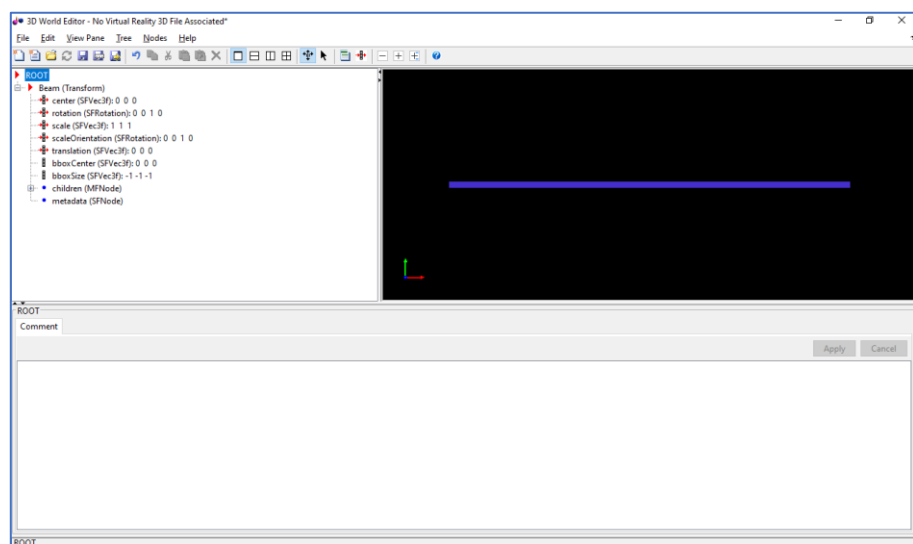 3D World Editor - No Virtual Reality 3D File Associated*
File Edit View Pane Tree Nodes Help
ROOT
Beam (Transform)
center (SFVec3f): 0 0 0
rotation (SFRotation): 0 0 1 0
scale (SFVec3f): 1 1 1
scaleOrientation (SFRotation): 0 0 1 0
translation (SFVec3f): 0 0 0
bboxCenter (SFVec3f): 0 0 0
bboxSize (SFVec3f): -1 -1 -1
children (MFNode)
metadata (SFNode)
ROOT
Comment
Apply Cancel
ROOT